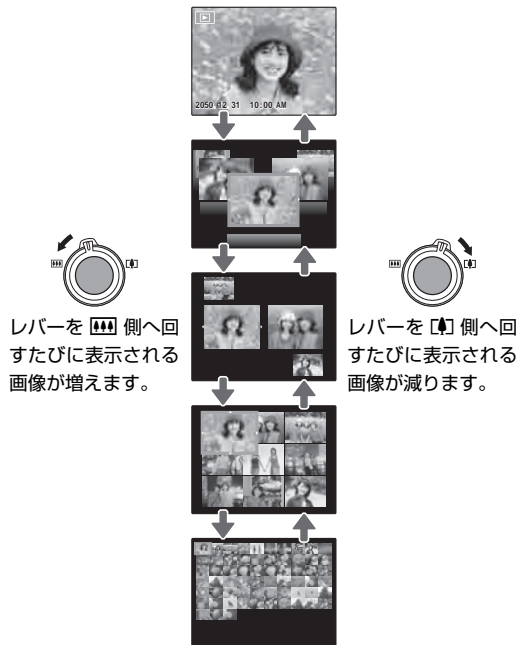 2050 12 31 10:00 AM
レバーを 側へ回
すたびに表示される
画像が増えます。
レバーを 側へ回
すたびに表示される
画像が減ります。